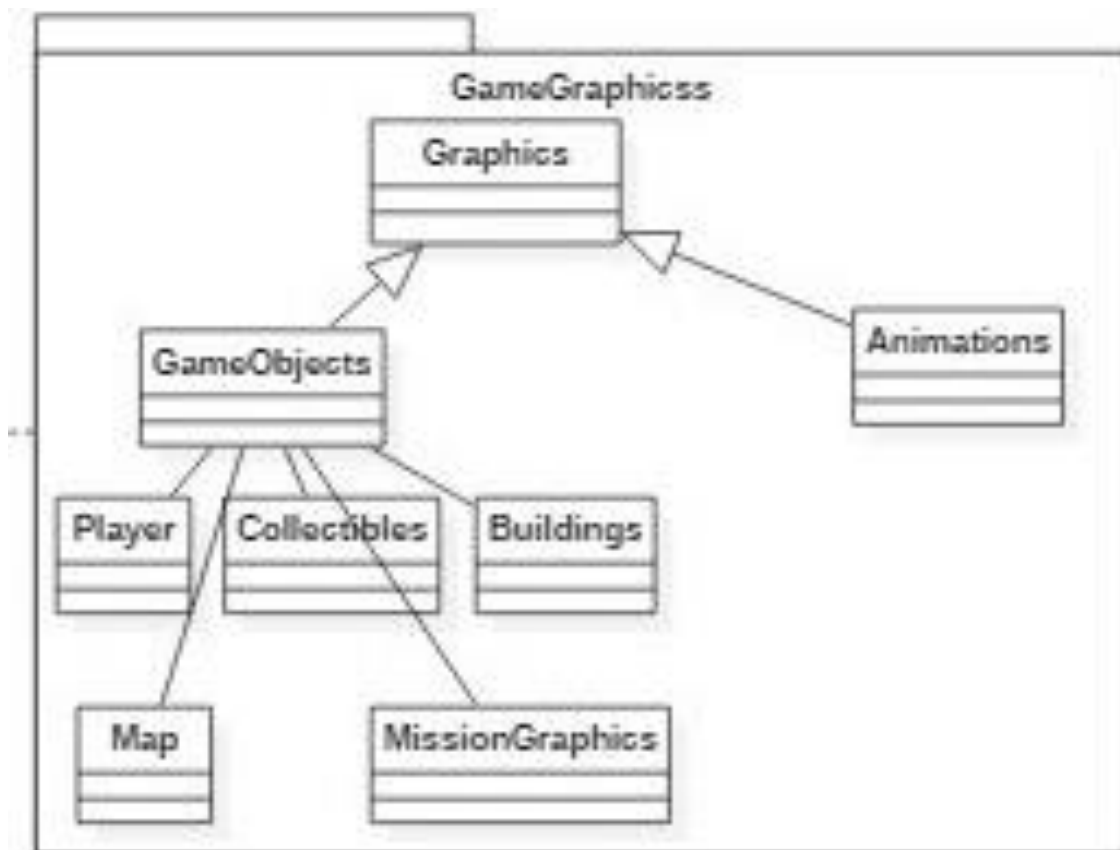 GameGraphicss
Graphics
GameObjects
Animations
Player
Collectibles
Buildings
Map
MissionGraphics